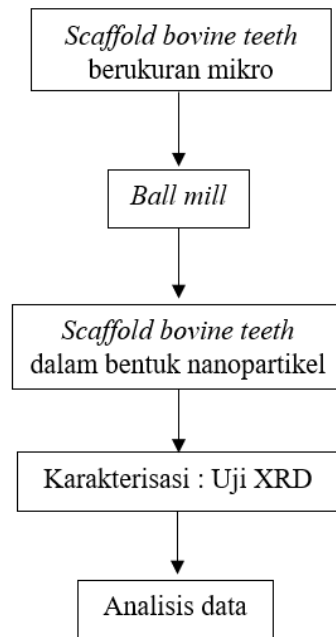 Scaffold bovine teeth
berukuran mikro
Ball mill
Scaffold bovine teeth
dalam bentuk nanopartikel
Karakterisasi : Uji XRD
Analisis data